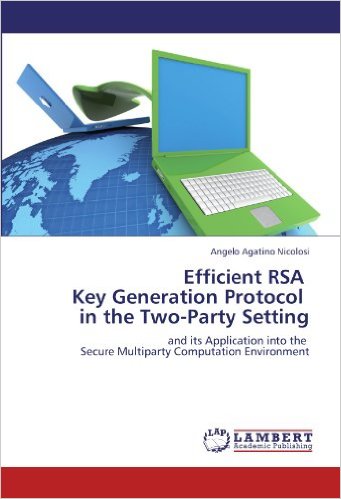 Angelo Agatino Nicolosi
Efficient RSA
Key Generation Protocol
in the Two-Party Setting
and its Application into the
Secure Multiparty Computation Environment
LAP LAMBERT
Academic Publishing